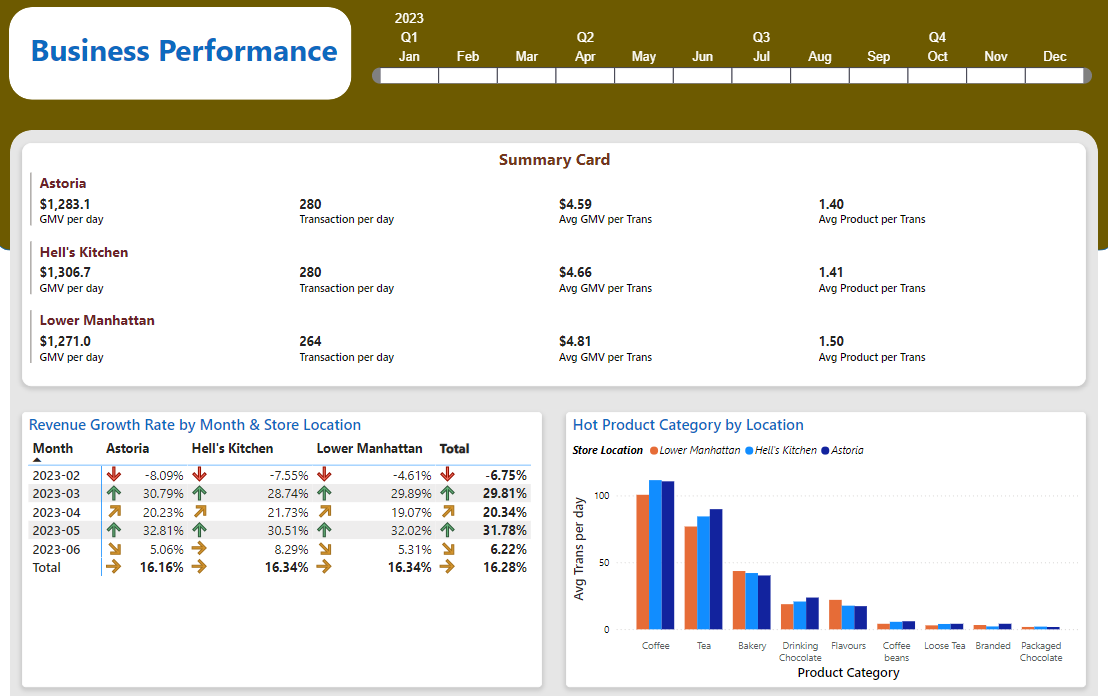 Business Performance
2023
Q1 Q2 Q3 Q4
Jan Feb Mar Apr May Jun Jul Aug Sep Oct Nov Dec
Summary Card
Astoria
$1,283.1 280 $4.59 1.40
GMV per day Transaction per day Avg GMV per Trans Avg Product per Trans
Hell's Kitchen
$1,306.7 280 $4.66 1.41
GMV per day Transaction per day Avg GMV per Trans Avg Product per Trans
Lower Manhattan
$1,271.0 264 $4.81 1.50
GMV per day Transaction per day Avg GMV per Trans Avg Product per Trans
Revenue Growth Rate by Month & Store Location
Month Astoria Hell's Kitchen Lower Manhattan Total
2023-02 -8.09% -7.55% -4.61% -6.75%
2023-03 30.79% 28.74% 29.89% 29.81%
2023-04 20.23% 21.73% 19.07% 20.34%
2023-05 32.81% 30.51% 32.02% 31.78%
2023-06 5.06% 8.29% 5.31% 6.22%
Total 16.16% 16.34% 16.34% 16.28%
Hot Product Category by Location
Store Location Lower Manhattan Hell's Kitchen Astoria
Avg Trans per day
100
50
0
Coffee Tea Bakery Drinking Chocolate Flavours Coffee beans Loose Tea Branded Packaged Chocolate
Product Category